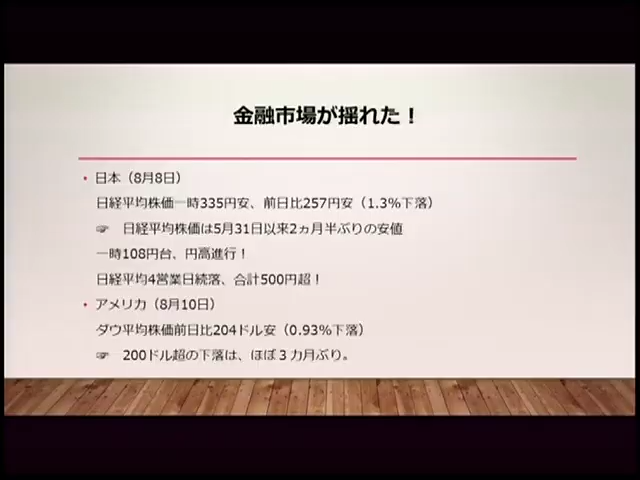 金融市場が揺れた！
・日本（8月8日）
日経平均株価一時335円安、前日比257円安（1.3%下落）
☞ 日経平均株価は5月31日以来2ヵ月半ぶりの安値
一時108円台、円高進行！
日経平均4営業日続落、合計500円超！
・アメリカ（8月10日）
ダウ平均株価前日比204ドル安（0.93%下落）
☞ 200ドル超の下落は、ほぼ３カ月ぶり。